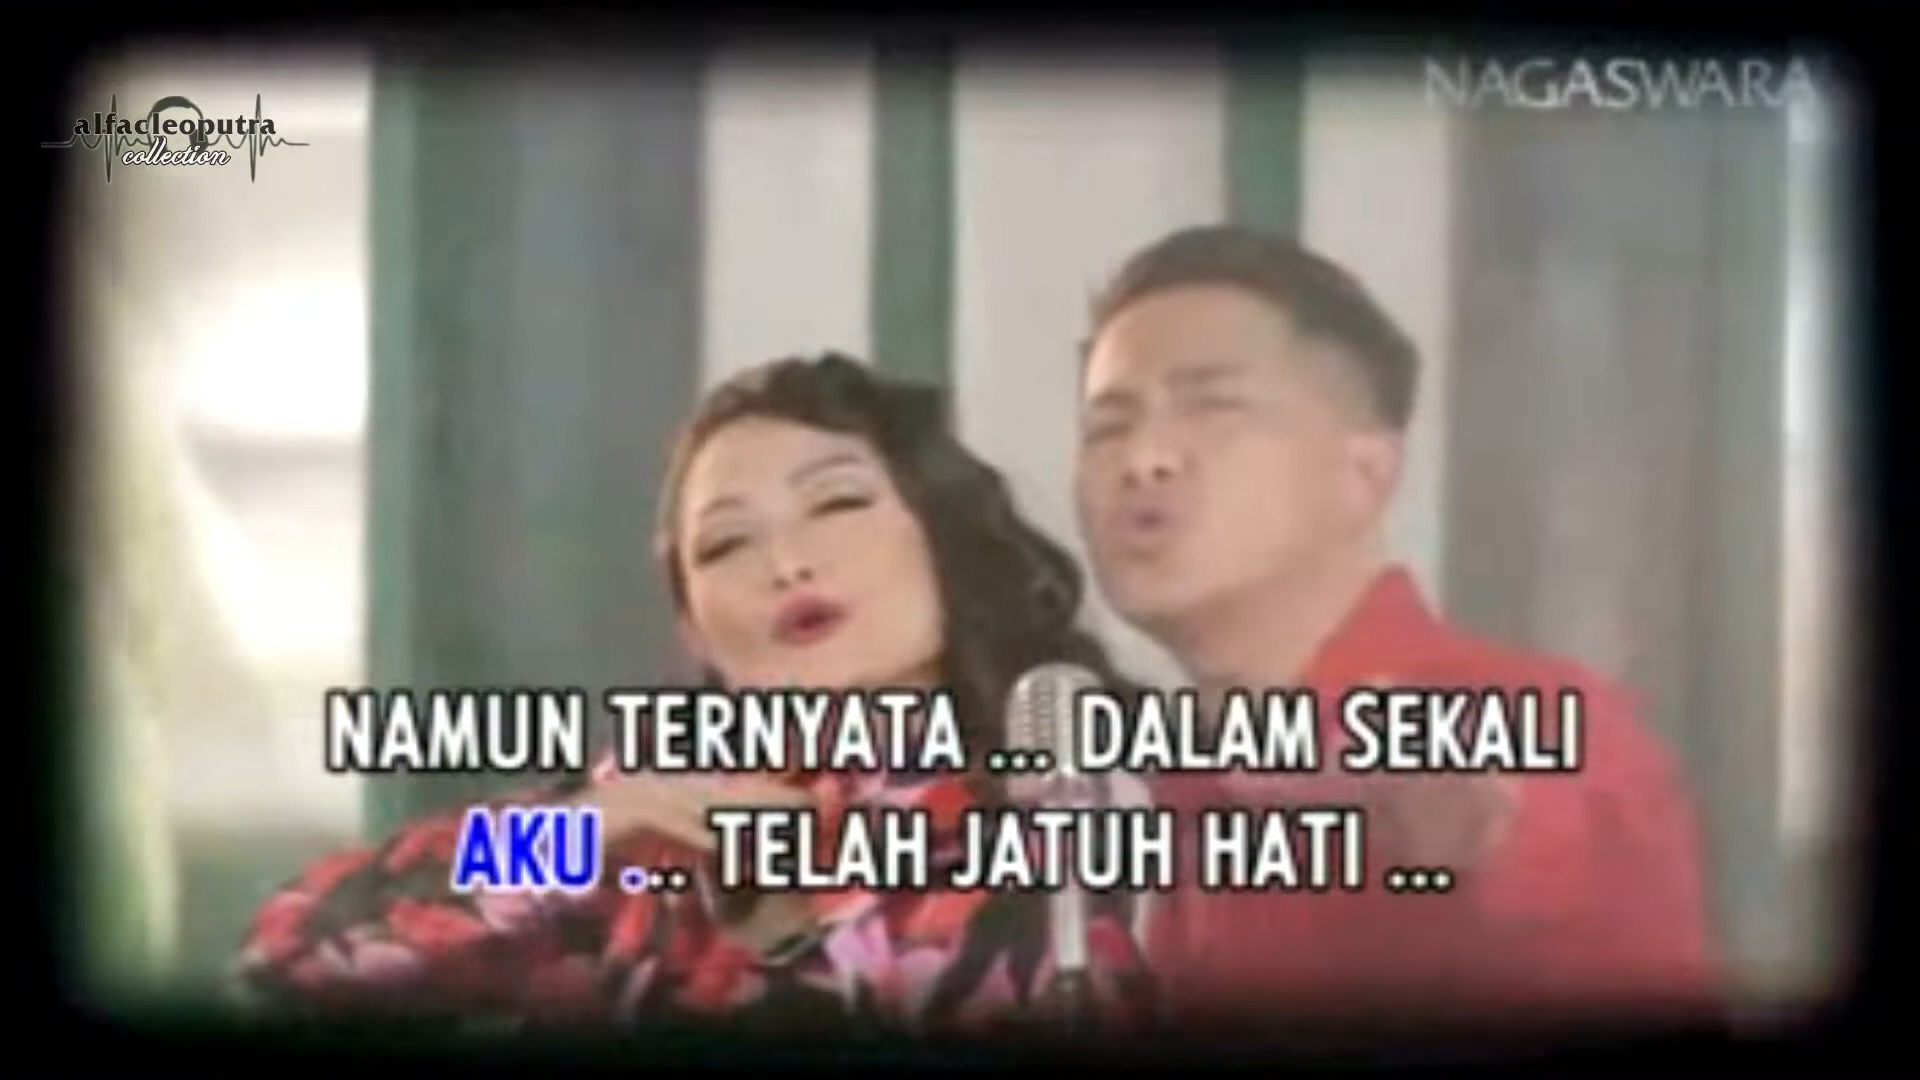 NAGASWARA
alfacleoputra
collection
NAMUN TERNYATA ... DALAM SEKALI
AKU ... TELAH JATUH HATI ...